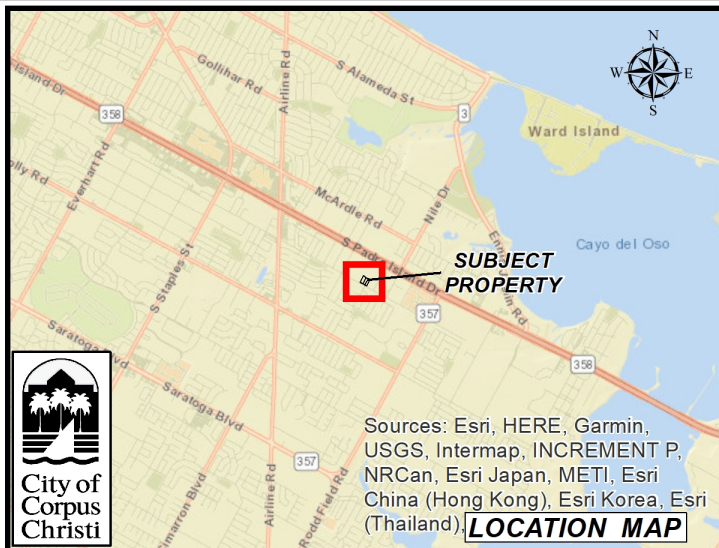 N
W
E
S
Island Dr
358
Gollihar Rd
S Alameda St
Airline Rd
3
Ward Island
Everhart Rd
olly Rd
McArdle Rd
Nile Dr
Cayo del Oso
S Padre Island Dr
SUBJECT
PROPERTY
S Staples St
357
358
Saratoga Blvd
Saratoga Blvd
357
Cimarron Blvd
Airline Rd
Rodd Field Rd
City of
Corpus
Christi
Sources: Esri, HERE, Garmin,
USGS, Intermap, INCREMENT P,
NRCan, Esri Japan, METI, Esri
China (Hong Kong), Esri Korea, Esri
(Thailand),
LOCATION MAP